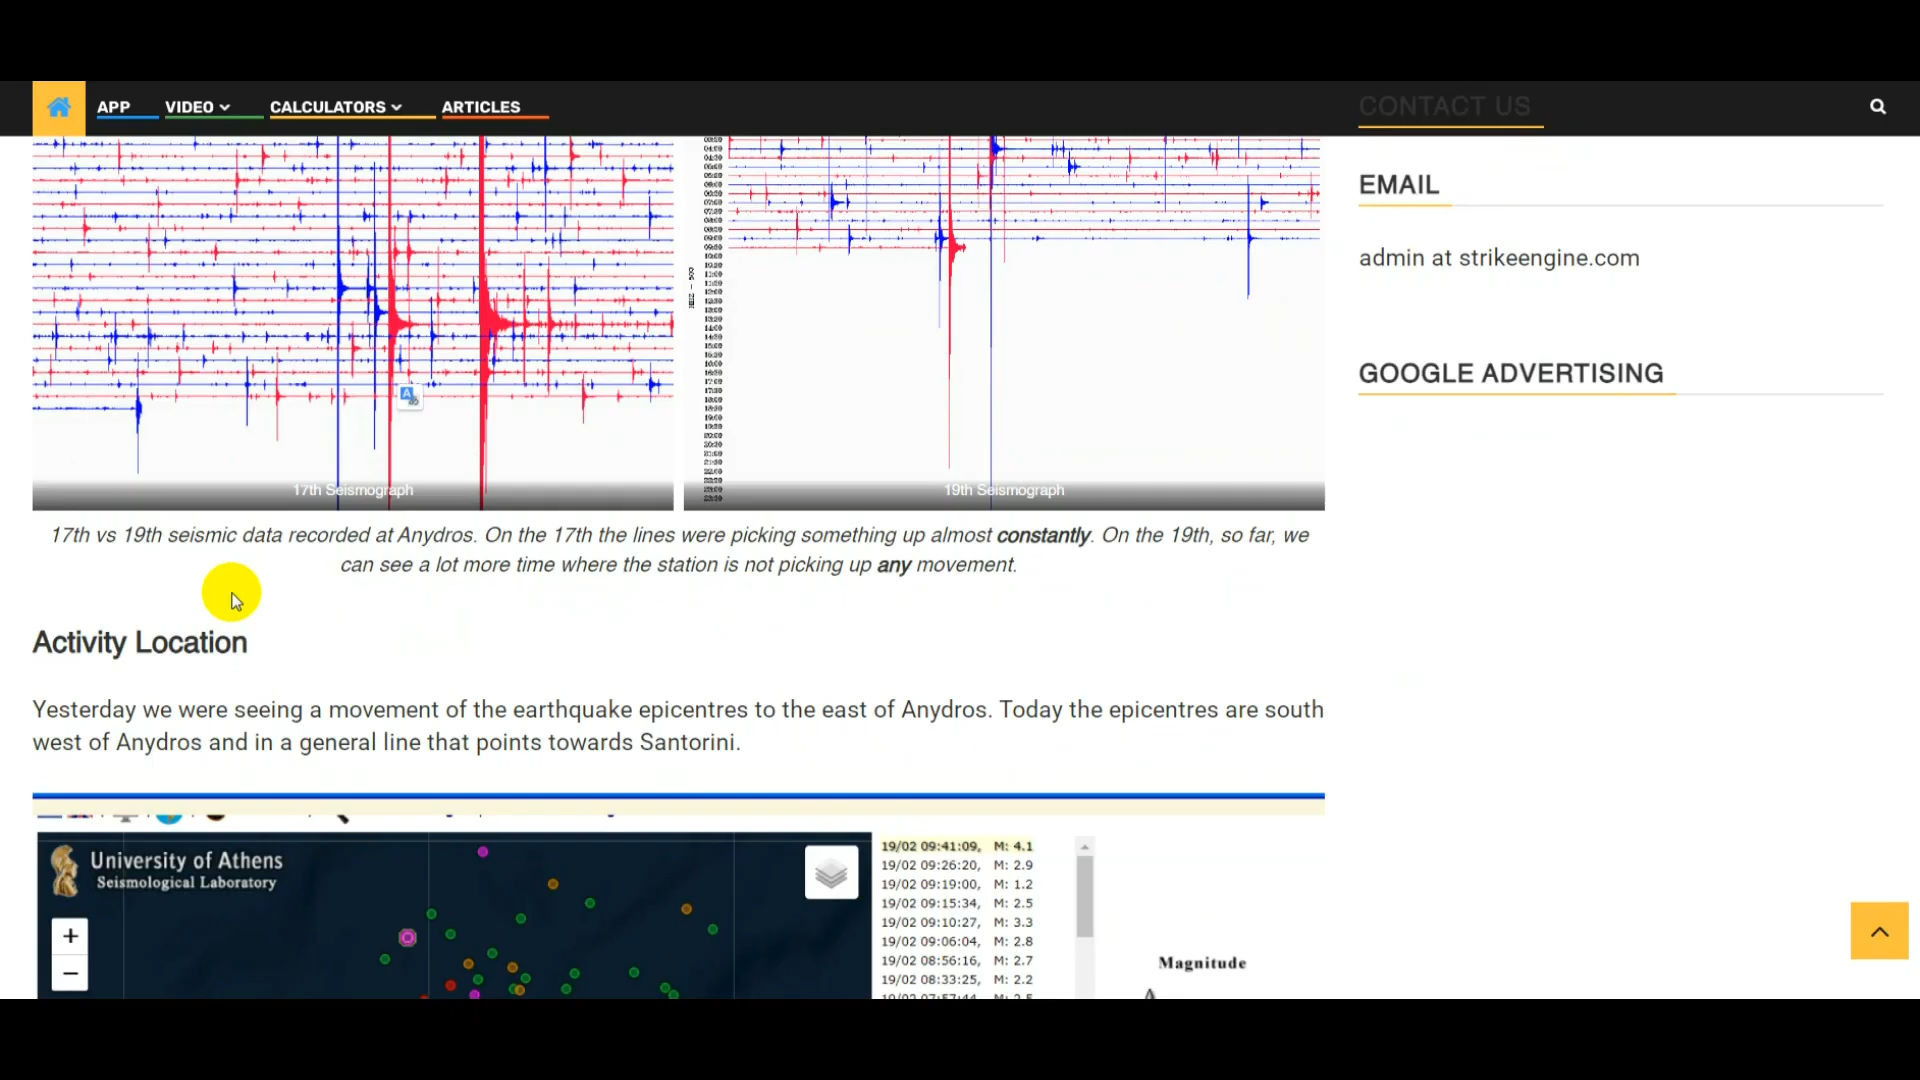 APP
VIDEO
CALCULATORS
ARTICLES
CONTACT US
EMAIL
admin at strikeengine.com
GOOGLE ADVERTISING
17th Seismograph
19th Seismograph
17th vs 19th seismic data recorded at Anydros. On the 17th the lines were picking something up almost constantly. On the 19th, so far, we
can see a lot more time where the station is not picking up any movement.
Activity Location
Yesterday we were seeing a movement of the earthquake epicentres to the east of Anydros. Today the epicentres are south
west of Anydros and in a general line that points towards Santorini.
University of Athens
Seismological Laboratory
+
−
19/02 09:41:09, M: 4.1
19/02 09:26:20, M: 2.9
19/02 09:19:00, M: 1.2
19/02 09:15:34, M: 2.5
19/02 09:10:27, M: 3.3
19/02 09:06:04, M: 2.8
19/02 08:56:16, M: 2.7
19/02 08:33:25, M: 2.2
Magnitude